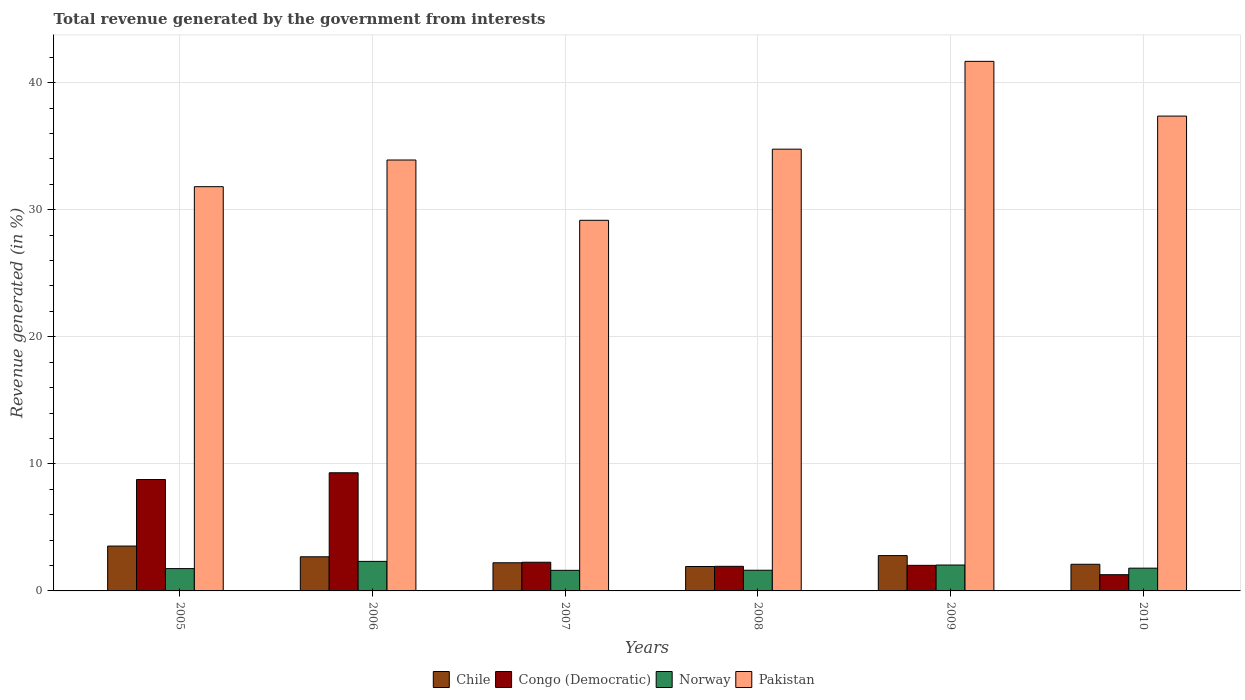 Total revenue generated by the government from interests
Revenue generated (in %)
40
30
20
10
0
2005
2006
2007
2008
2009
2010
Years
Chile
Congo (Democratic)
Norway
Pakistan